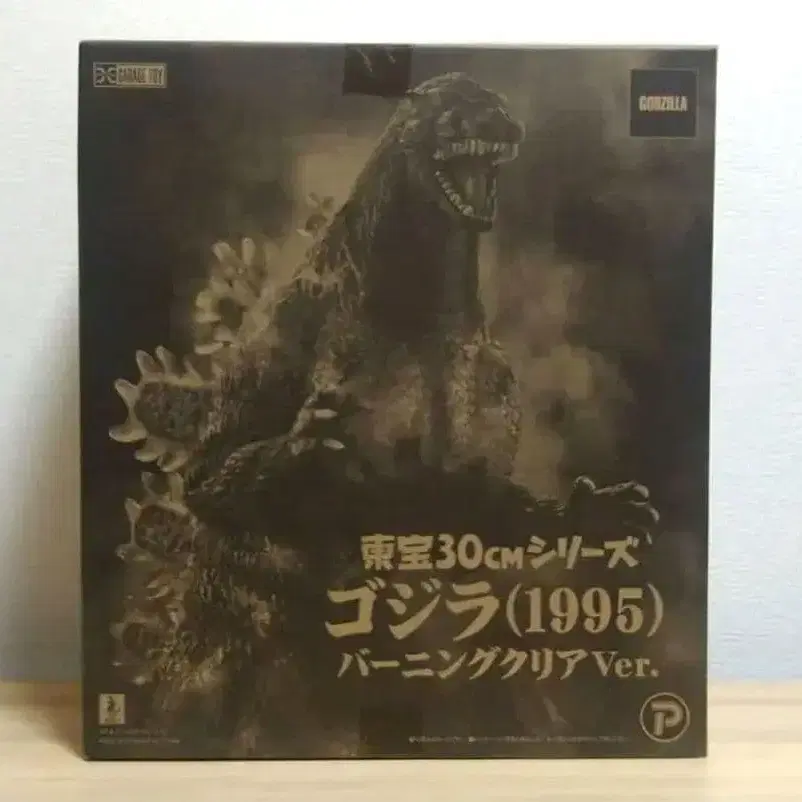 GARAGE TOY
GODZILLA
東宝30CMシリーズ
ゴジラ(1995)
バーニングクリアVer.
P